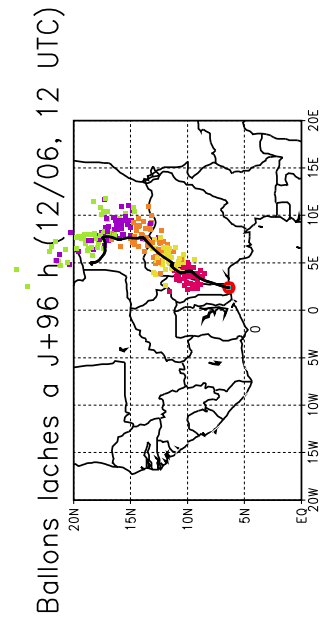 Ballons laches a J+96 h (12/06, 12 UTC)
20N
15N
10N
5N
EQ
20W 15W 10W 5W 0 5E 10E 15E 20E
0